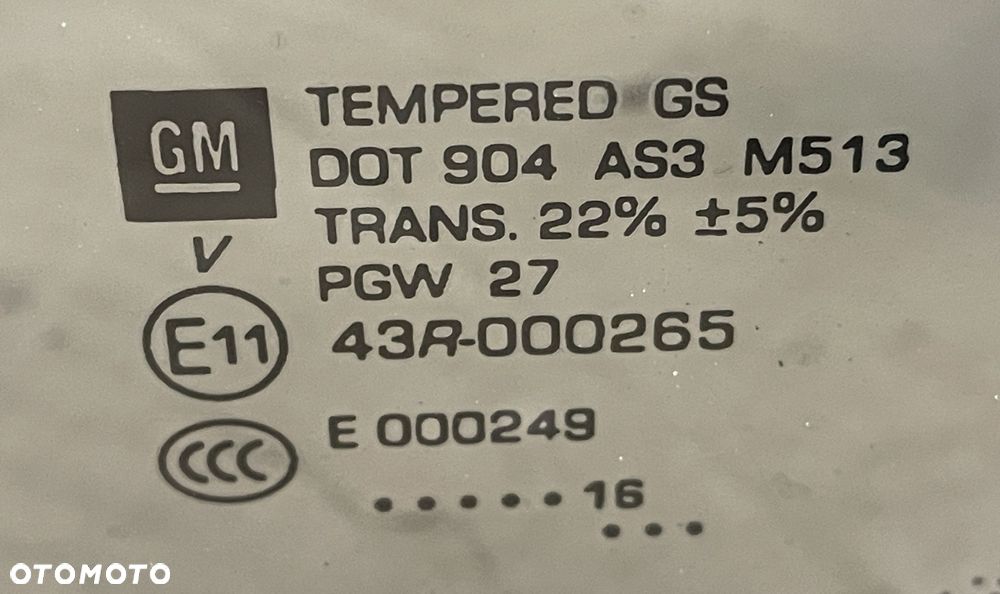 GM
TEMPERED GS
DOT 904 AS3 M513
TRANS. 22% ±5%
V
PGW 27
E11
43R-000265
CCC
E 000249
•••••16
•••
OTOMOTO